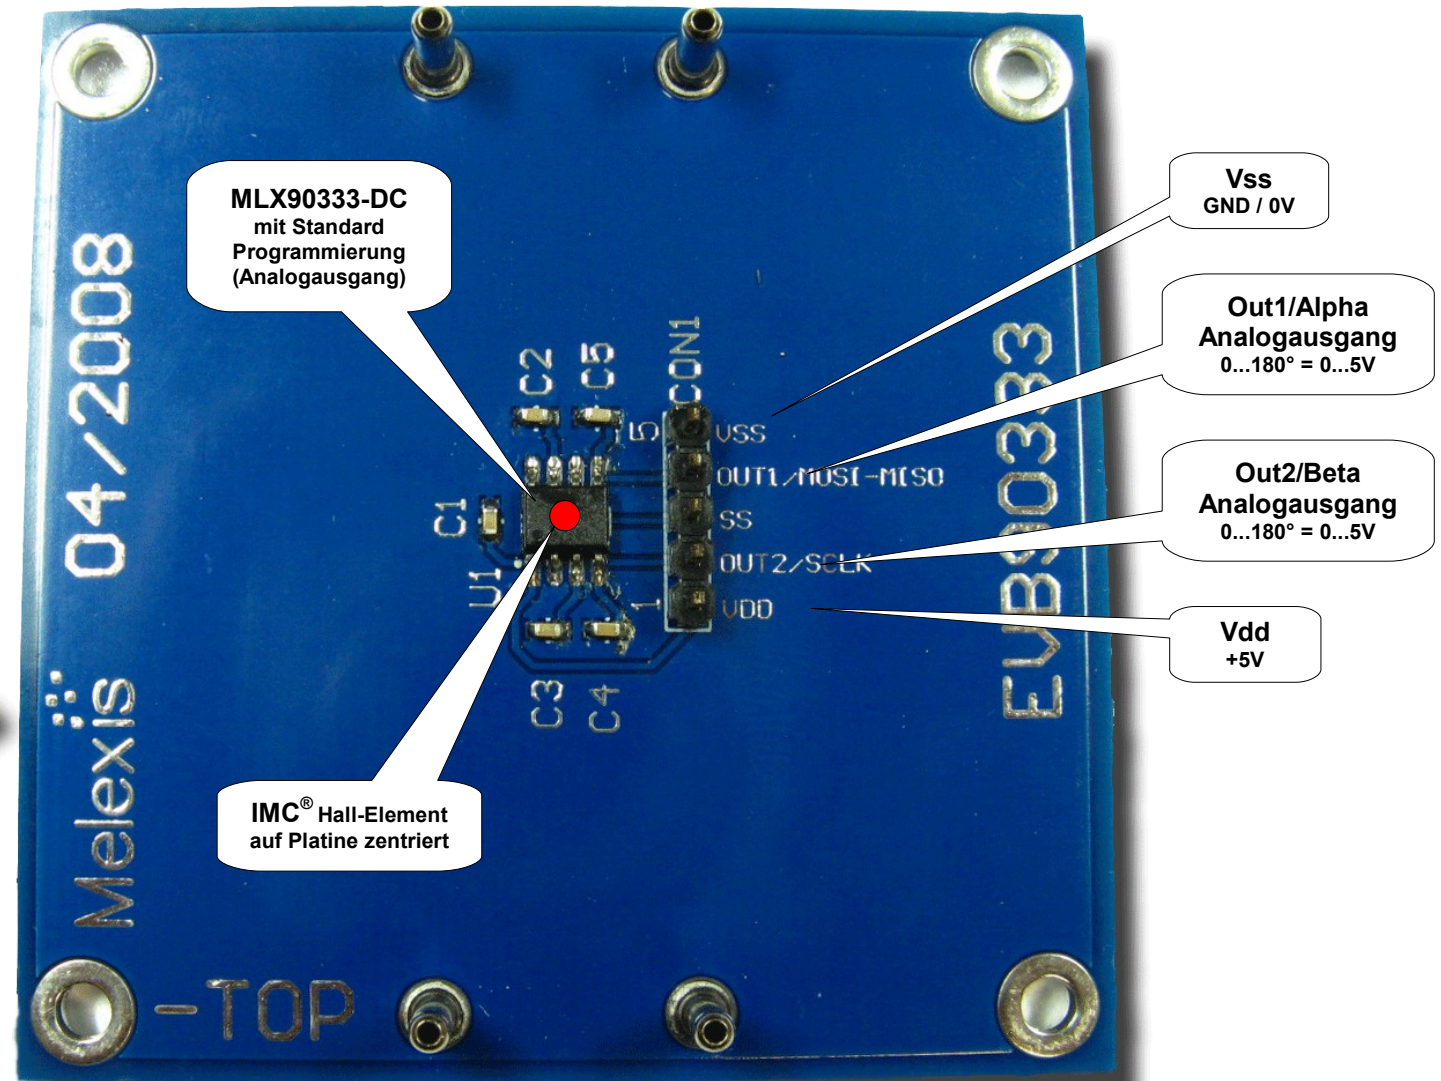 MLX90333-DC
mit Standard
Programmierung
(Analogausgang)
Vss
GND / 0V
Out1/Alpha
Analogausgang
0...180° = 0...5V
Out2/Beta
Analogausgang
0...180° = 0...5V
Vdd
+5V
IMC® Hall-Element
auf Platine zentriert
04/2008
Melexis
-TOP
EVB90333
CON1
C2
C5
C1
U1
C3
C4
5
1
VSS
OUT1/MOSI-MISO
SS
OUT2/SCLK
VDD